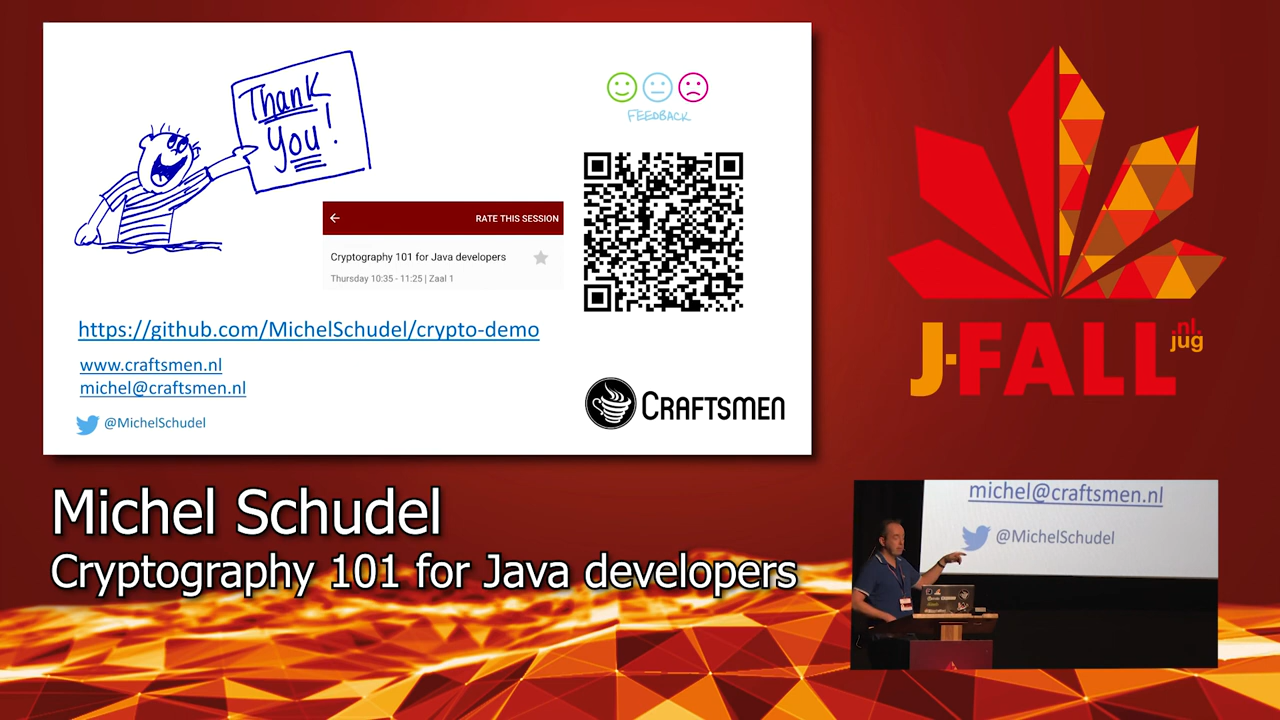 Thank
You!
FEEDBACK
RATE THIS SESSION
Cryptography 101 for Java developers
Thursday 10:35 - 11:25 | Zaal 1
https://github.com/MichelSchudel/crypto-demo
www.craftsmen.nl
michel@craftsmen.nl
@MichelSchudel
CRAFTSMEN
J-FALL
nl.
jug
Michel Schudel
Cryptography 101 for Java developers
michel@craftsmen.nl
@MichelSchudel